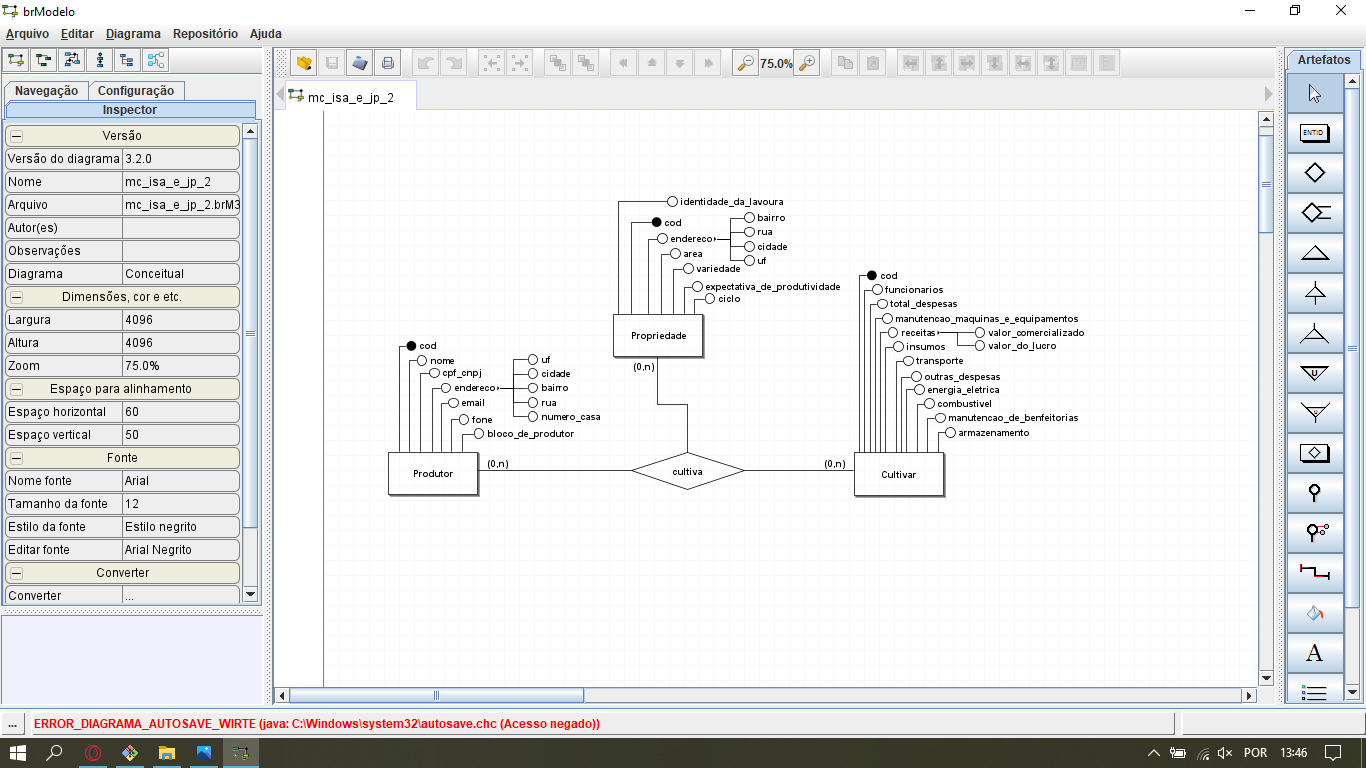 brModelo
Arquivo Editar Diagrama Repositório Ajuda
75.0%
Artefatos
Navegação Configuração
Inspector
mc_isa_e_jp_2
Versão
Versão do diagrama 3.2.0
Nome mc_isa_e_jp_2
Arquivo mc_isa_e_jp_2.brM3
Autor(es)
Observações
Diagrama Conceitual
Dimensões, cor e etc.
Largura 4096
Altura 4096
Zoom 75.0%
Espaço para alinhamento
Espaço horizontal 60
Espaço vertical 50
Fonte
Nome fonte Arial
Tamanho da fonte 12
Estilo da fonte Estilo negrito
Editar fonte Arial Negrito
Converter
Converter ...
identidade_da_lavoura
cod
endereco
bairro
rua
cidade
uf
area
variedade
expectativa_de_produtividade
ciclo
Propriedade
(0,n)
cod
nome
cpf_cnpj
endereco
uf
cidade
bairro
rua
numero_casa
email
fone
bloco_de_produtor
Produtor
(0,n)
cultiva
(0,n)
cod
funcionarios
total_despesas
manutencao_maquinas_e_equipamentos
receitas
valor_comercializado
valor_do_lucro
insumos
transporte
outras_despesas
energia_eletrica
combustivel
manutencao_de_benfeitorias
armazenamento
Cultivar
ENTID
U
U
A
... ERROR_DIAGRAMA_AUTOSAVE_WIRTE (java: C:\Windows\system32\autosave.chc (Acesso negado))
POR 13:46